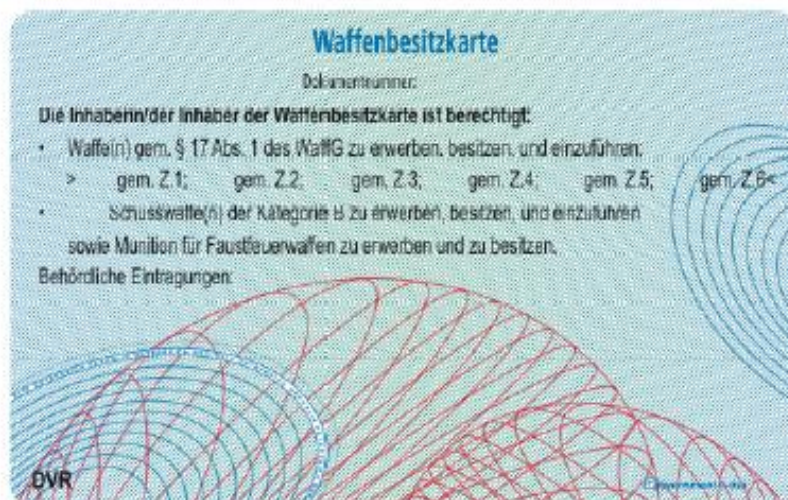 Waffenbesitzkarte
Dokumentnummer:
Die Inhaberin/der Inhaber der Waffenbesitzkarte ist berechtigt:
• Waffe(n) gem. § 17 Abs. 1 des WaffG zu erwerben, besitzen, und einzuführen;
> gem. Z.1; gem. Z.2; gem. Z.3; gem. Z.4; gem. Z.5; gem. Z.6<
• Schusswaffe(n) der Kategorie B zu erwerben, besitzen, und einzuführen
sowie Munition für Faustfeuerwaffen zu erwerben und zu besitzen.
Behördliche Eintragungen:
DVR